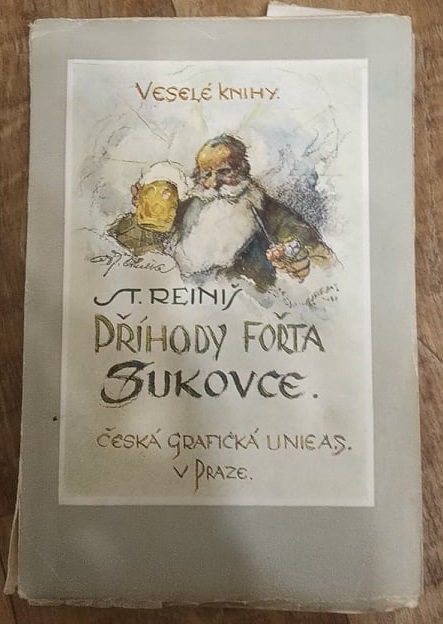 VESELÉ KNIHY.
ST. REINIŠ
PŘÍHODY FOŘTA
SUKOVCE.
ČESKÁ GRAFICKÁ UNIE A.S.
V PRAZE.